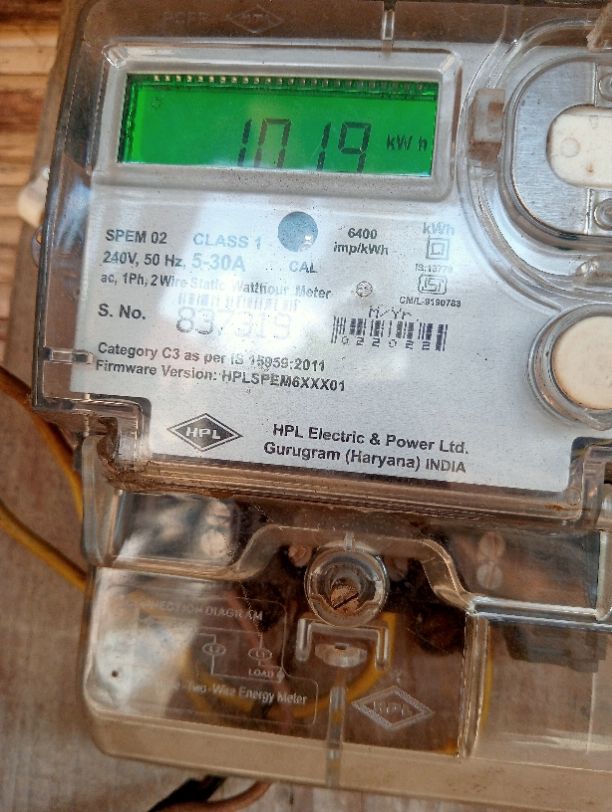 HPL
1019 kWh
SPEM 02 CLASS 1
240V, 50 Hz, 5-30A
ac, 1Ph, 2 Wire Static Watthour Meter
CAL
6400
imp/kWh
kWh
IS:13779
CM/L-9190783
S. No. 837319
M/Yr
022022
Category C3 as per IS 15959:2011
Firmware Version: HPLSPEM6XXX01
HPL
HPL Electric & Power Ltd.
Gurugram (Haryana) INDIA
CONNECTION DIAGRAM
LOAD
Two-Wire Energy Meter
HPL